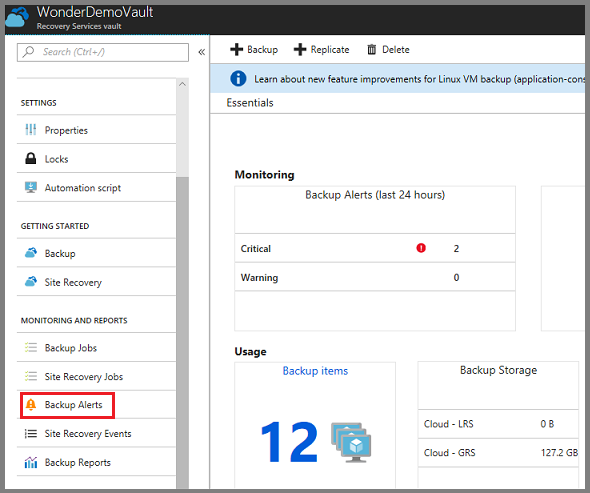 WonderDemoVault
Recovery Services vault
Search (Ctrl+/)
«
SETTINGS
Properties
Locks
Automation script
GETTING STARTED
Backup
Site Recovery
MONITORING AND REPORTS
Backup Jobs
Site Recovery Jobs
Backup Alerts
Site Recovery Events
Backup Reports
Backup Replicate Delete
Learn about new feature improvements for Linux VM backup (application-cons
Essentials
Monitoring
Backup Alerts (last 24 hours)
Critical 2
Warning 0
Usage
Backup items
12
Backup Storage
Cloud - LRS 0 B
Cloud - GRS 127.2 GB